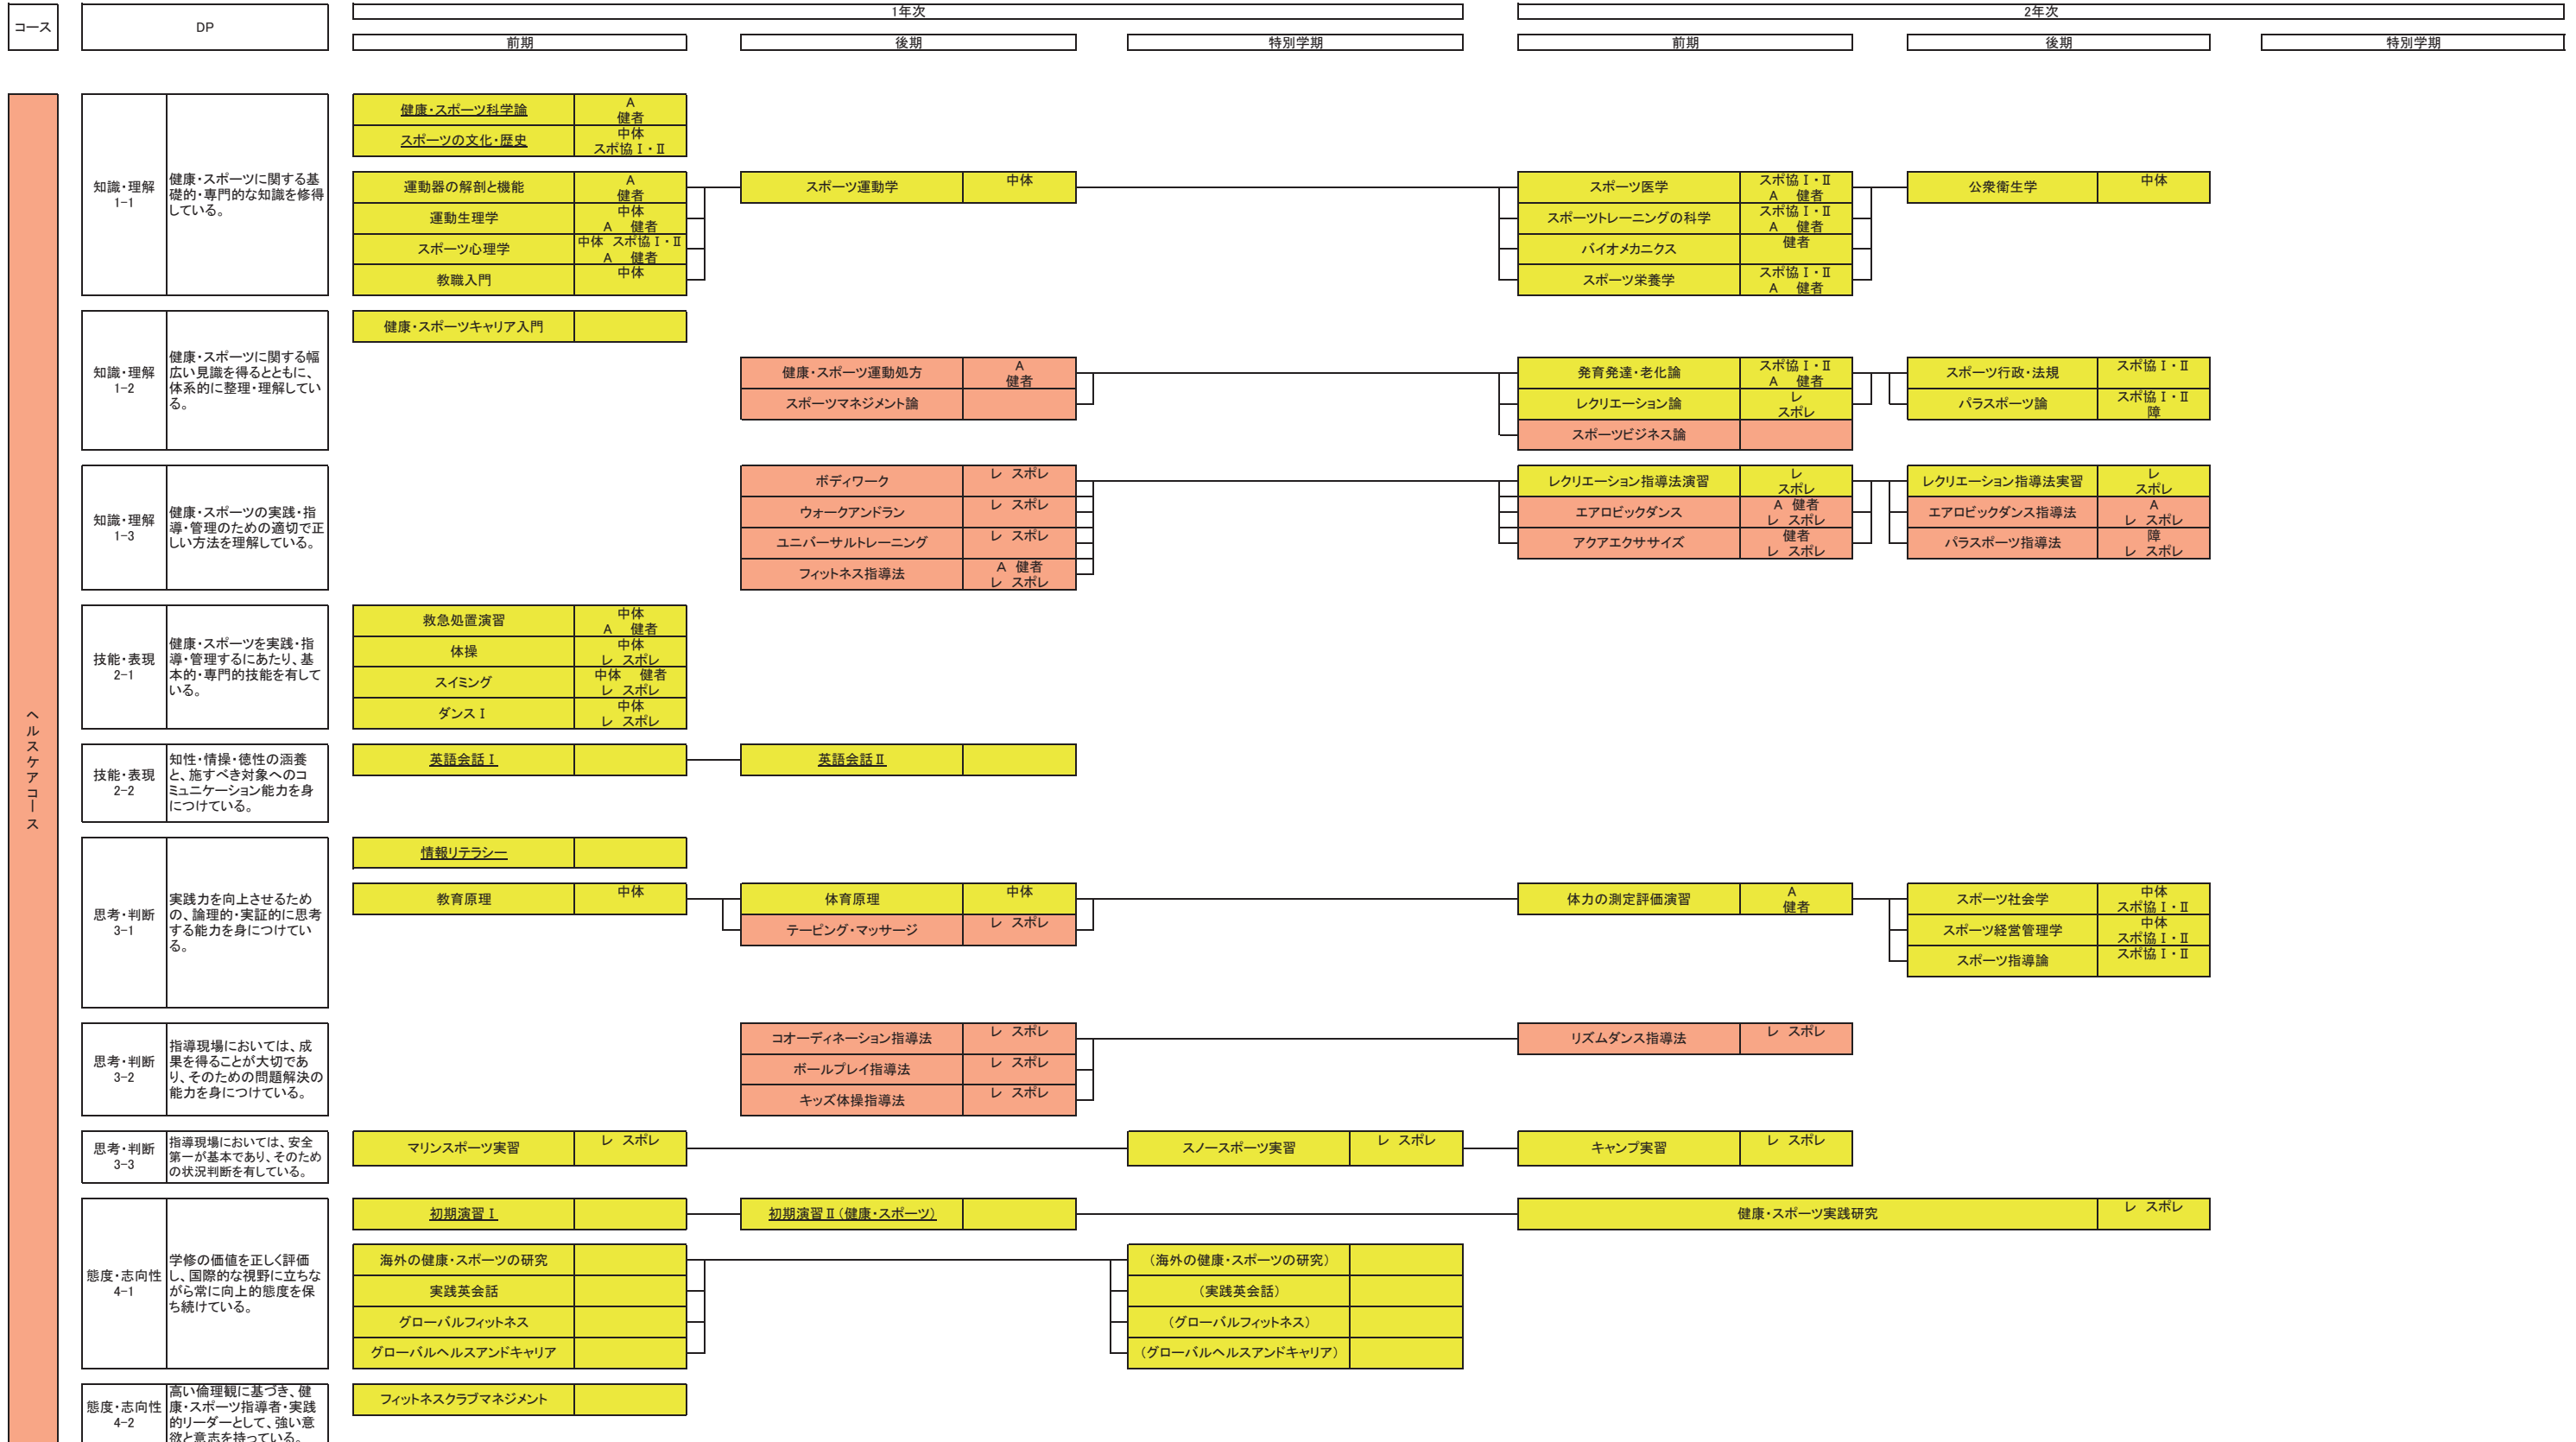 コース
DP
1年次
2年次
前期
後期
特別学期
前期
後期
特別学期
ヘルスケアコース
知識・理解
1-1
健康・スポーツに関する基
礎的・専門的な知識を修得
している。
健康・スポーツ科学論
A
健者
スポーツの文化・歴史
中体
スポ協Ⅰ・Ⅱ
運動器の解剖と機能
A
健者
運動生理学
中体
A 健者
スポーツ心理学
中体 スポ協Ⅰ・Ⅱ
A 健者
教職入門
中体
スポーツ運動学
中体
スポーツ医学
スポ協Ⅰ・Ⅱ
A 健者
スポーツトレーニングの科学
スポ協Ⅰ・Ⅱ
A 健者
バイオメカニクス
健者
スポーツ栄養学
スポ協Ⅰ・Ⅱ
A 健者
公衆衛生学
中体
知識・理解
1-2
健康・スポーツに関する幅
広い見識を得るとともに、
体系的に整理・理解してい
る。
健康・スポーツキャリア入門
健康・スポーツ運動処方
A
健者
スポーツマネジメント論
発育発達・老化論
スポ協Ⅰ・Ⅱ
A 健者
レクリエーション論
レ
スポレ
スポーツビジネス論
スポーツ行政・法規
スポ協Ⅰ・Ⅱ
パラスポーツ論
スポ協Ⅰ・Ⅱ
障
知識・理解
1-3
健康・スポーツの実践・指
導・管理のための適切で正
しい方法を理解している。
ボディワーク
レ スポレ
ウォークアンドラン
レ スポレ
ユニバーサルトレーニング
レ スポレ
フィットネス指導法
A 健者
レ スポレ
レクリエーション指導法演習
レ
スポレ
エアロビックダンス
A 健者
レ スポレ
アクアエクササイズ
健者
レ スポレ
レクリエーション指導法実習
レ
スポレ
エアロビックダンス指導法
A
レ スポレ
パラスポーツ指導法
障
レ スポレ
技能・表現
2-1
健康・スポーツを実践・指
導・管理するにあたり、基
本的・専門的技能を有して
いる。
救急処置演習
中体
A 健者
体操
中体
レ スポレ
スイミング
中体 健者
レ スポレ
ダンスⅠ
中体
レ スポレ
技能・表現
2-2
知性・情操・徳性の涵養
と、施すべき対象へのコ
ミュニケーション能力を身
につけている。
英語会話Ⅰ
英語会話Ⅱ
思考・判断
3-1
実践力を向上させるため
の、論理的・実証的に思考
する能力を身につけてい
る。
情報リテラシー
教育原理
中体
体育原理
中体
テーピング・マッサージ
レ スポレ
体力の測定評価演習
A
健者
スポーツ社会学
中体
スポ協Ⅰ・Ⅱ
スポーツ経営管理学
中体
スポ協Ⅰ・Ⅱ
スポーツ指導論
スポ協Ⅰ・Ⅱ
思考・判断
3-2
指導現場においては、成
果を得ることが大切であ
り、そのための問題解決の
能力を身につけている。
コオーディネーション指導法
レ スポレ
ボールプレイ指導法
レ スポレ
キッズ体操指導法
レ スポレ
リズムダンス指導法
レ スポレ
思考・判断
3-3
指導現場においては、安全
第一が基本であり、そのため
の状況判断を有している。
マリンスポーツ実習
レ スポレ
スノースポーツ実習
レ スポレ
キャンプ実習
レ スポレ
態度・志向性
4-1
学修の価値を正しく評価
し、国際的な視野に立ちな
がら常に向上的態度を保
ち続けている。
初期演習Ⅰ
初期演習Ⅱ（健康・スポーツ）
健康・スポーツ実践研究
レ スポレ
海外の健康・スポーツの研究
実践英会話
グローバルフィットネス
グローバルヘルスアンドキャリア
（海外の健康・スポーツの研究）
（実践英会話）
（グローバルフィットネス）
（グローバルヘルスアンドキャリア）
態度・志向性
4-2
高い倫理観に基づき、健
康・スポーツ指導者・実践
的リーダーとして、強い意
欲と意志を持っている。
フィットネスクラブマネジメント